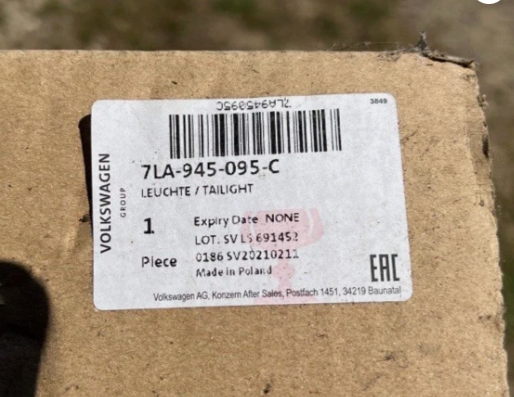 7LA945095C
3849
7LA-945-095-C
LEUCHTE / TAILIGHT
VOLKSWAGEN
GROUP
1
Piece
Expiry Date NONE
LOT. SV LS 691452
0186 SV20210211
Made in Poland
EAC
Volkswagen AG, Konzern After Sales, Postfach 1451, 34219 Baunatal